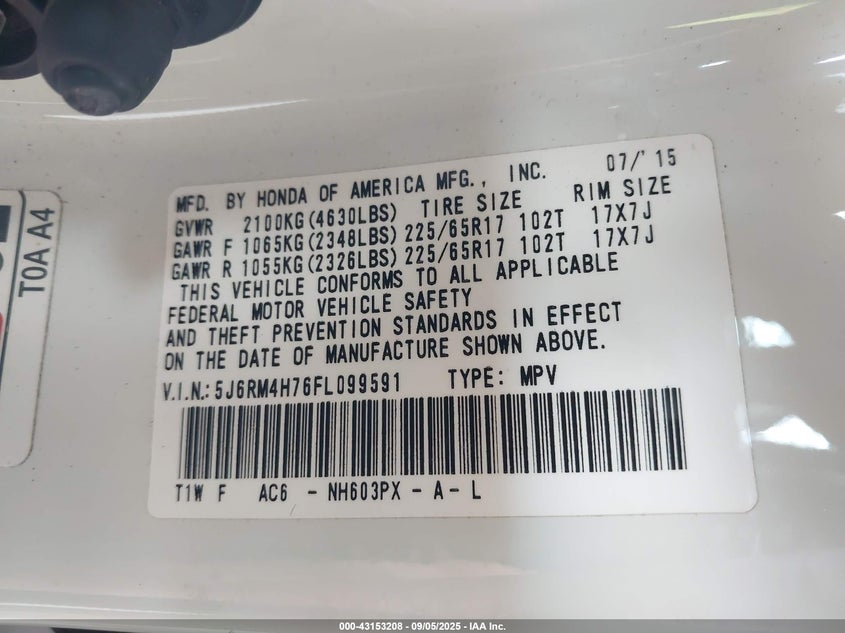 T0A A4
MFD. BY HONDA OF AMERICA MFG., INC. 07/'15
GVWR 2100KG(4630LBS) TIRE SIZE RIM SIZE
GAWR F 1065KG(2348LBS) 225/65R17 102T 17X7J
GAWR R 1055KG(2326LBS) 225/65R17 102T 17X7J
THIS VEHICLE CONFORMS TO ALL APPLICABLE
FEDERAL MOTOR VEHICLE SAFETY
AND THEFT PREVENTION STANDARDS IN EFFECT
ON THE DATE OF MANUFACTURE SHOWN ABOVE.
V.I.N.: 5J6RM4H76FL099591 TYPE: MPV
T1W F AC6 - NH603PX - A - L
000-43153208 - 09/05/2025 - IAA Inc.